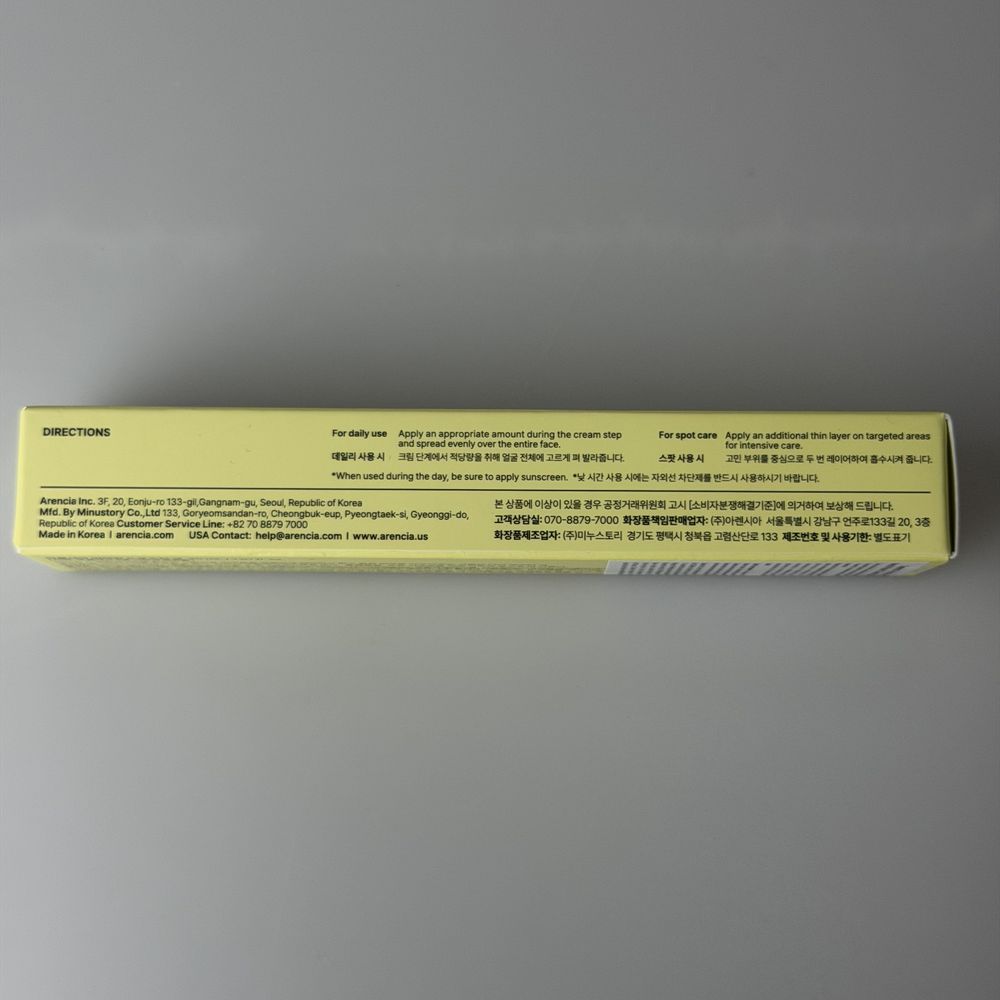 DIRECTIONS
For daily use
Apply an appropriate amount during the cream step
and spread evenly over the entire face.
데일리 사용 시
크림 단계에서 적당량을 취해 얼굴 전체에 고르게 펴 발라줍니다.
For spot care
Apply an additional thin layer on targeted areas
for intensive care.
스팟 사용 시
고민 부위를 중심으로 두 번 레이어하여 흡수시켜 줍니다.
*When used during the day, be sure to apply sunscreen. *낮 시간 사용 시에는 자외선 차단제를 반드시 사용하시기 바랍니다.
Arencia Inc. 3F, 20, Eonju-ro 133-gil,Gangnam-gu, Seoul, Republic of Korea
Mfd. By Minustory Co.,Ltd 133, Goryeomsandan-ro, Cheongbuk-eup, Pyeongtaek-si, Gyeonggi-do,
Republic of Korea Customer Service Line: +82 70 8879 7000
Made in Korea | arencia.com USA Contact: help@arencia.com | www.arencia.us
본 상품에 이상이 있을 경우 공정거래위원회 고시 [소비자분쟁해결기준]에 의거하여 보상해 드립니다.
고객상담실: 070-8879-7000 화장품책임판매업자: (주)아렌시아 서울특별시 강남구 언주로133길 20, 3층
화장품제조업자: (주)미누스토리 경기도 평택시 청북읍 고렴산단로 133 제조번호 및 사용기한: 별도표기